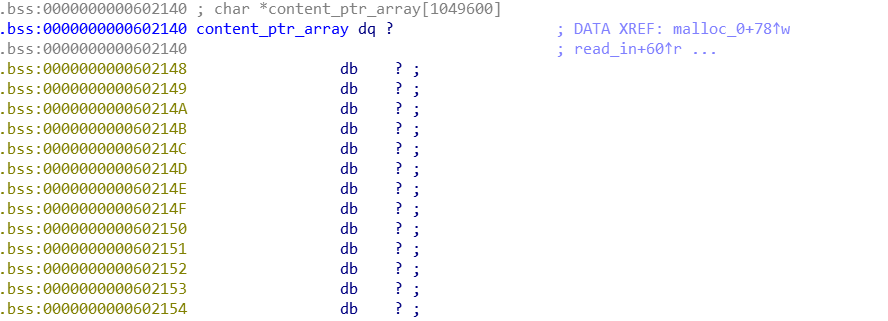 .bss:0000000000602140 ; char *content_ptr_array[1049600]
.bss:0000000000602140 content_ptr_array dq ? ; DATA XREF: malloc_0+78↑w
.bss:0000000000602140 ; read_in+60↑r ...
.bss:0000000000602148 db ? ;
.bss:0000000000602149 db ? ;
.bss:000000000060214A db ? ;
.bss:000000000060214B db ? ;
.bss:000000000060214C db ? ;
.bss:000000000060214D db ? ;
.bss:000000000060214E db ? ;
.bss:000000000060214F db ? ;
.bss:0000000000602150 db ? ;
.bss:0000000000602151 db ? ;
.bss:0000000000602152 db ? ;
.bss:0000000000602153 db ? ;
.bss:0000000000602154 db ? ;